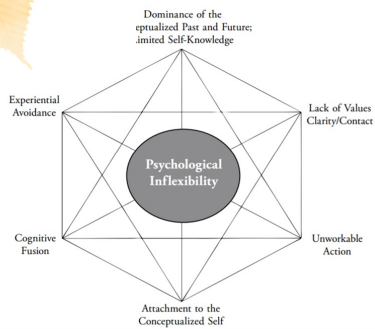 Dominance of the
eptualized Past and Future;
imited Self-Knowledge
Experiential
Avoidance
Lack of Values
Clarity/Contact
Psychological
Inflexibility
Cognitive
Fusion
Unworkable
Action
Attachment to the
Conceptualized Self